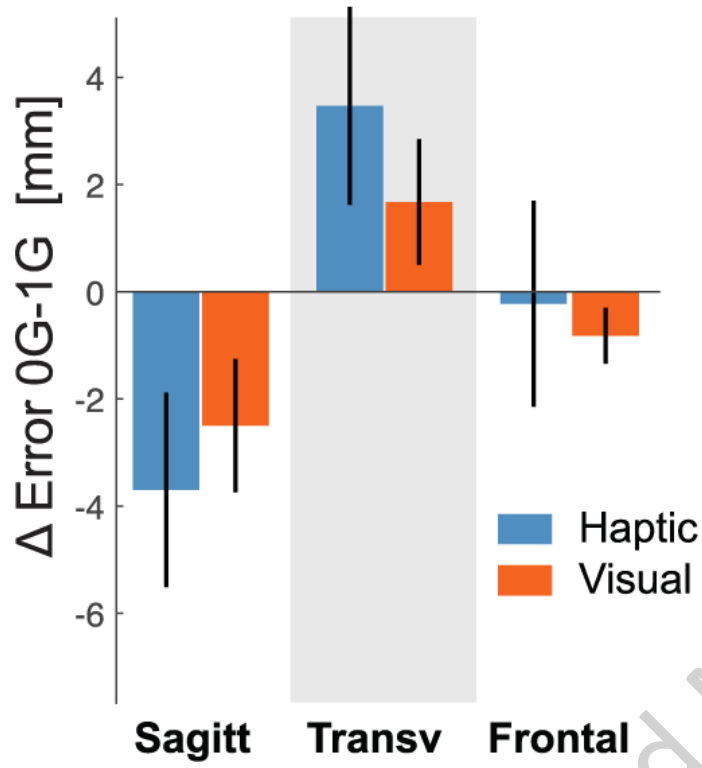 Δ Error 0G-1G [mm]
4
2
0
-2
-4
-6
Haptic
Visual
Sagitt Transv Frontal